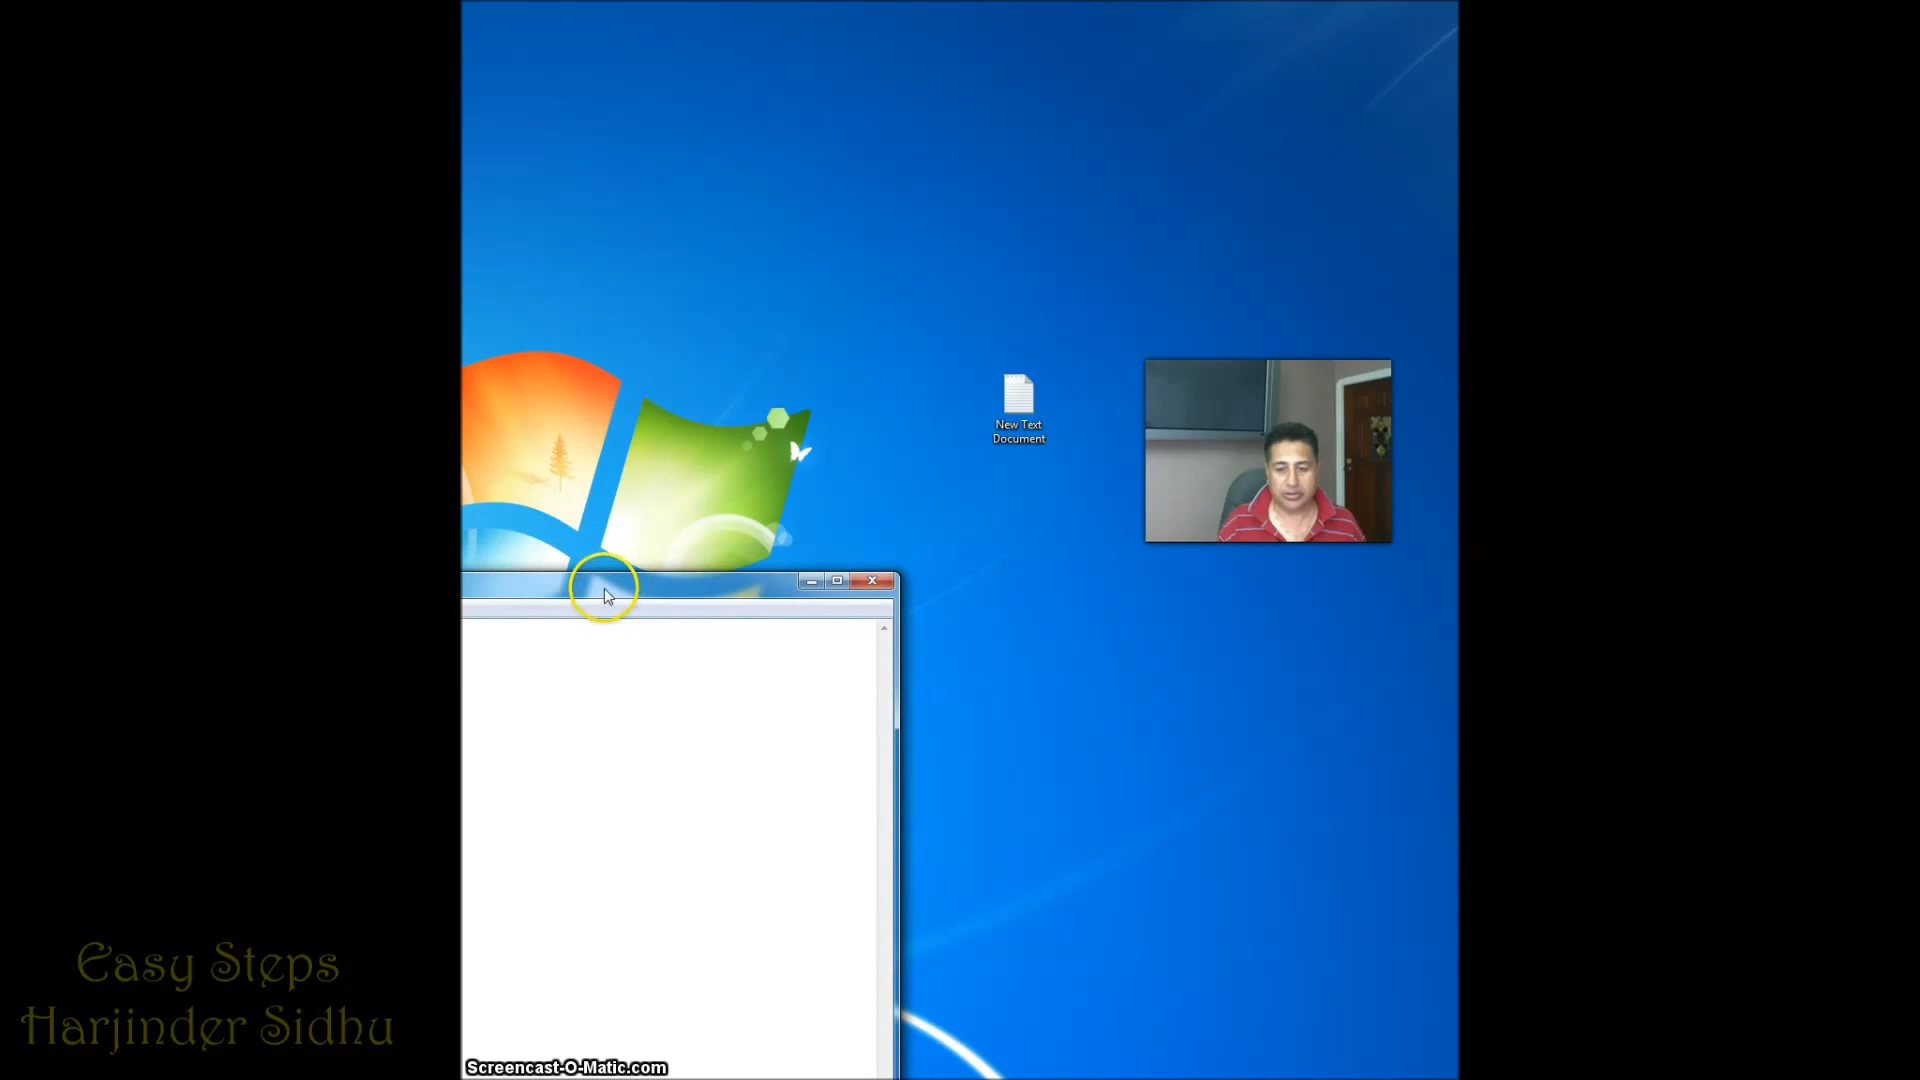 New Text
Document
Easy Steps
Harjinder Sidhu
Screencast-O-Matic.com